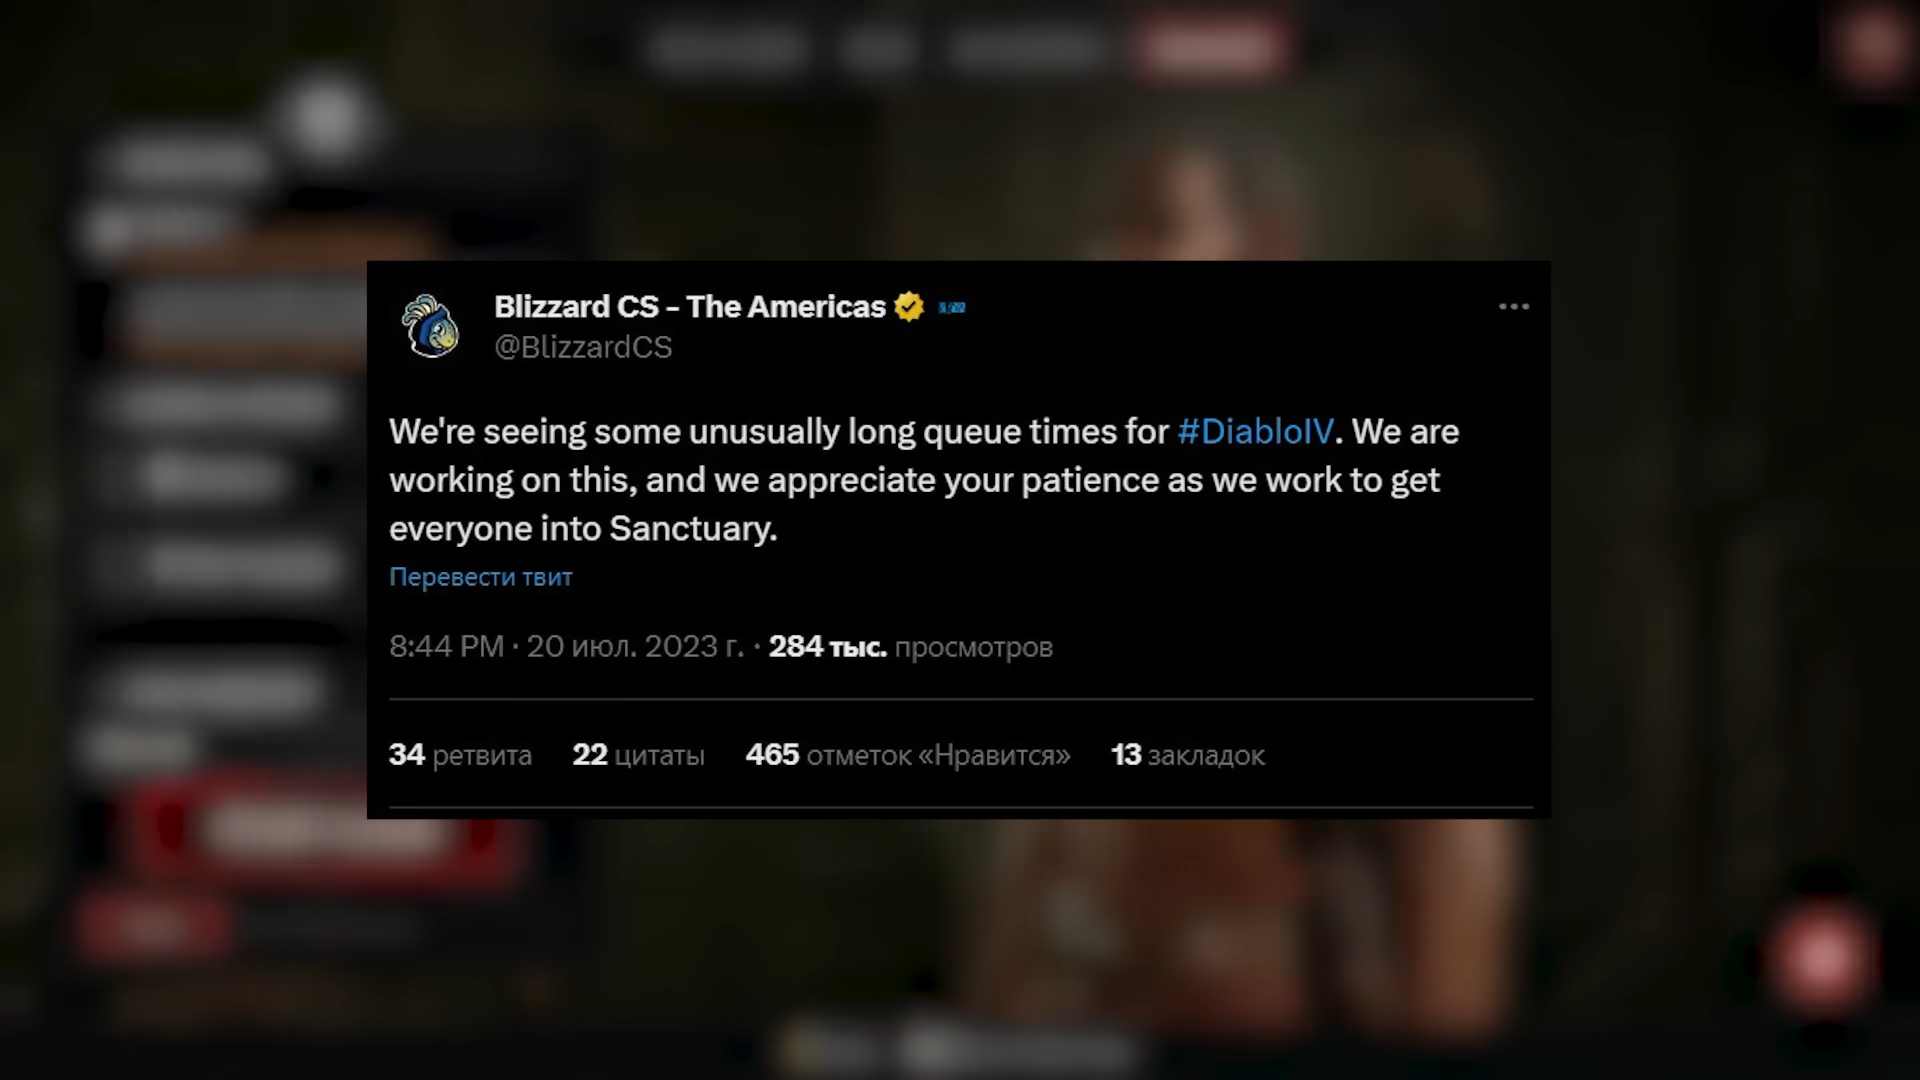 Blizzard CS – The Americas
@BlizzardCS
We're seeing some unusually long queue times for #DiabloIV. We are
working on this, and we appreciate your patience as we work to get
everyone into Sanctuary.
Перевести твит
8:44 PM · 20 июл. 2023 г. · 284 тыс. просмотров
34 ретвита 22 цитаты 465 отметок «Нравится» 13 закладок